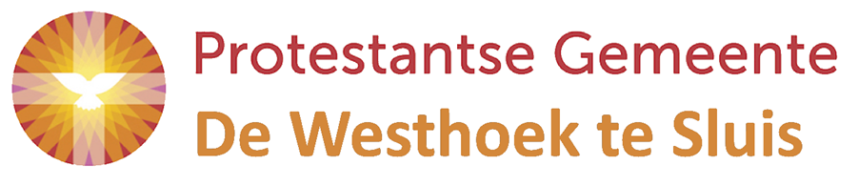 Protestantse Gemeente
De Westhoek te Sluis